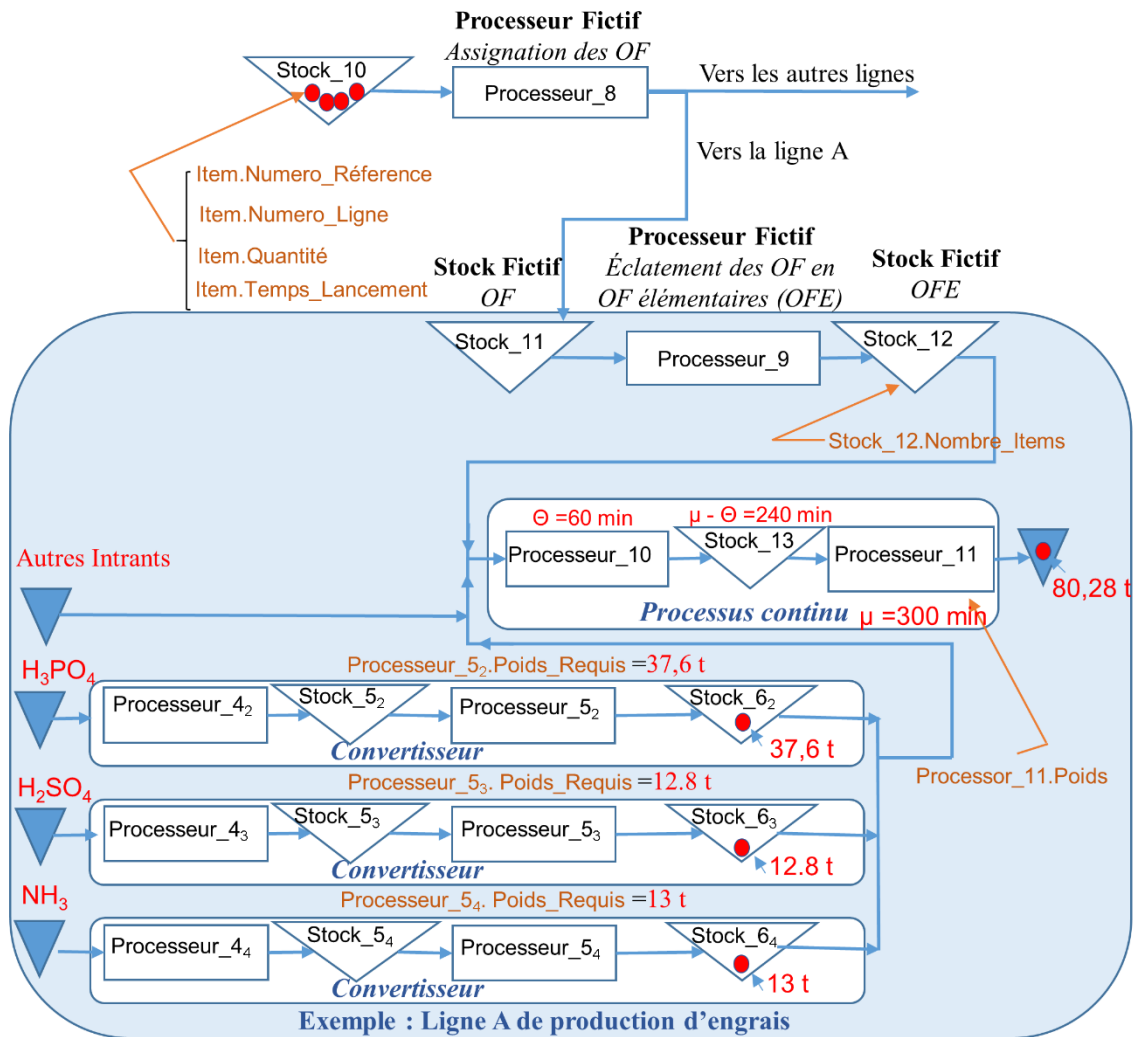 Processeur Fictif
Assignation des OF
Stock_10
Processeur_8
Vers les autres lignes
Vers la ligne A
Item.Numero_Réference
Item.Numero_Ligne
Item.Quantité
Item.Temps_Lancement
Stock Fictif
OF
Processeur Fictif
Éclatement des OF en
OF élémentaires (OFE)
Stock Fictif
OFE
Stock_11
Processeur_9
Stock_12
Stock_12.Nombre_Items
Θ =60 min
µ - Θ =240 min
Processeur_10
Stock_13
Processeur_11
80,28 t
Processus continu
µ =300 min
Autres Intrants
Processeur_5₂.Poids_Requis =37,6 t
H₃PO₄
Processeur_4₂
Stock_5₂
Processeur_5₂
Stock_6₂
37,6 t
Convertisseur
Processor_11.Poids
Processeur_5₃. Poids_Requis =12.8 t
H₂SO₄
Processeur_4₃
Stock_5₃
Processeur_5₃
Stock_6₃
12.8 t
Convertisseur
Processeur_5₄. Poids_Requis =13 t
NH₃
Processeur_4₄
Stock_5₄
Processeur_5₄
Stock_6₄
13 t
Convertisseur
Exemple : Ligne A de production d’engrais